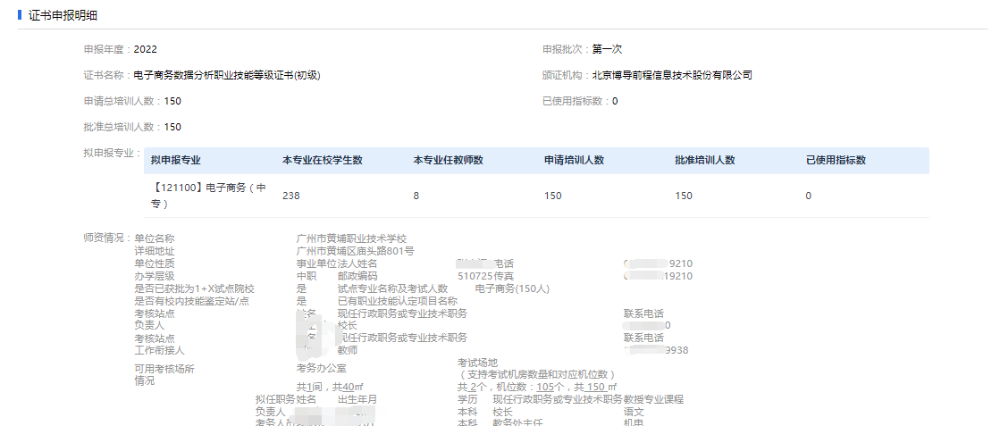 证书申报明细
申报年度：2022 申报批次：第一次
证书名称：电子商务数据分析职业技能等级证书(初级) 颁证机构：北京博导前程信息技术股份有限公司
申请总培训人数：150 已使用指标数：0
批准总培训人数：150
拟申报专业： 拟申报专业 本专业在校学生数 本专业任教师数 申请培训人数 批准培训人数 已使用指标数
【121100】电子商务（中专） 238 8 150 150 0
师资情况： 单位名称 广州市黄埔职业技术学校
详细地址 广州市黄埔区庙头路801号
单位性质 事业单位 法人姓名 电话 9210
办学层级 中职 邮政编码 510725 传真 19210
是否已获批为1+X试点院校 是 试点专业名称及考试人数 电子商务(150人)
是否有校内技能鉴定站/点 是 已有职业技能认定项目名称
考核站点 姓名 现任行政职务或专业技术职务 联系电话
负责人 校长 0
考核站点 名 现任行政职务或专业技术职务 联系电话
工作衔接人 教师 9938
可用考核场所 考务办公室 考试场地
情况 （支持考试机房数量和对应机位数）
共1间，共40㎡ 共 2个，机位数：105个，共 150 ㎡
拟任职务 姓名 出生年月 学历 现任行政职务或专业技术职务 教授专业课程
负责人 本科 校长 语文
考务人员 本科 教务处主任 机电